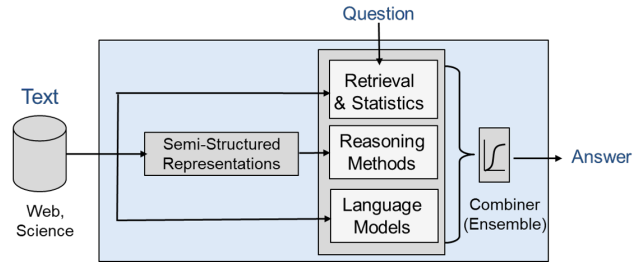 Question
Text
Retrieval
& Statistics
Semi-Structured
Representations
Reasoning
Methods
Answer
Web,
Science
Language
Models
Combiner
(Ensemble)